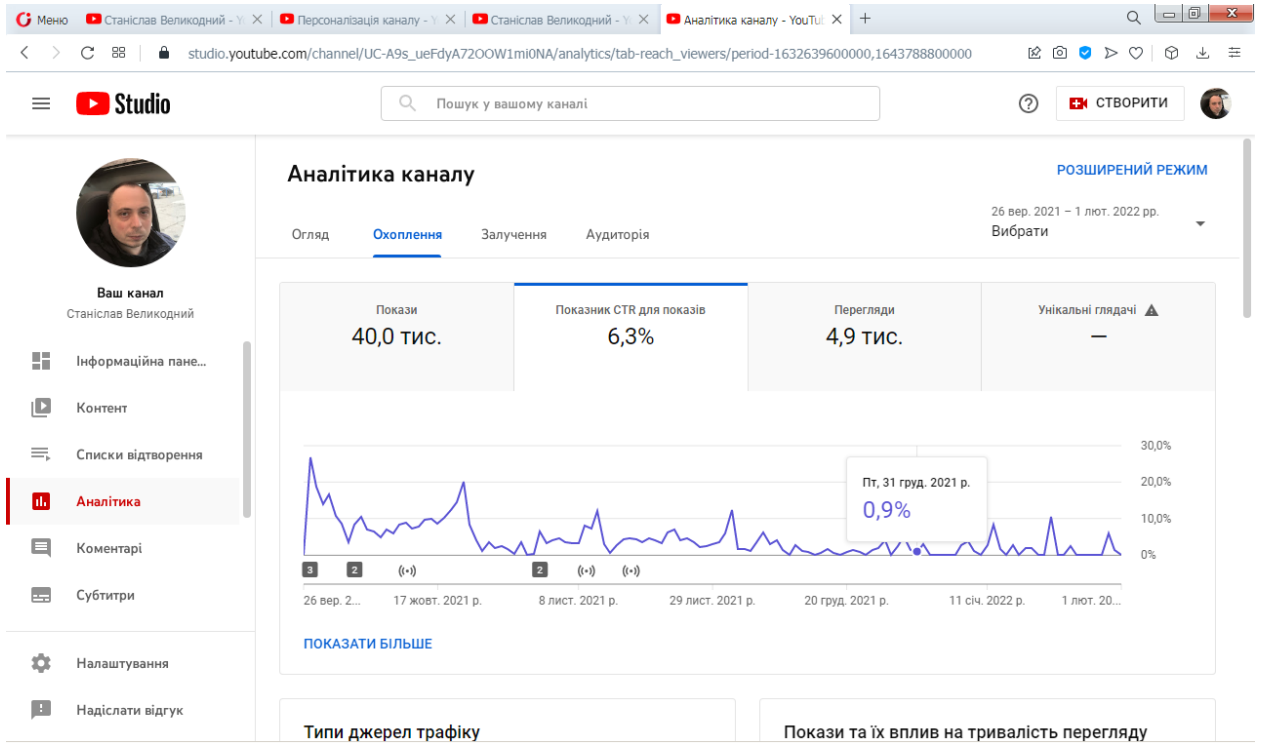 Меню
Станіслав Великодний - Y
Персоналізація каналу - Y
Станіслав Великодний - Y
Аналітика каналу - YouTu
studio.youtube.com/channel/UC-A9s_ueFdyA72OOW1mi0NA/analytics/tab-reach_viewers/period-1632639600000,1643788800000
Studio
Пошук у вашому каналі
СТВОРИТИ
Ваш канал
Станіслав Великодний
Інформаційна пане...
Контент
Списки відтворення
Аналітика
Коментарі
Субтитри
Налаштування
Надіслати відгук
Аналітика каналу
РОЗШИРЕНИЙ РЕЖИМ
Огляд Охоплення Залучення Аудиторія
26 вер. 2021 – 1 лют. 2022 рр.
Вибрати
Покази
40,0 тис.
Показник CTR для показів
6,3%
Перегляди
4,9 тис.
Унікальні глядачі
—
30,0%
20,0%
10,0%
0%
Пт, 31 груд. 2021 р.
0,9%
3 2 2
26 вер. 2... 17 жовт. 2021 р. 8 лист. 2021 р. 29 лист. 2021 р. 20 груд. 2021 р. 11 січ. 2022 р. 1 лют. 20...
ПОКАЗАТИ БІЛЬШЕ
Типи джерел трафіку
Покази та їх вплив на тривалість перегляду